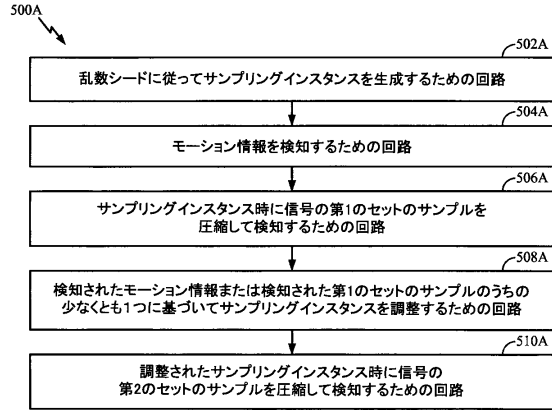 500A
502A
乱数シードに従ってサンプリングインスタンスを生成するための回路
504A
モーション情報を検知するための回路
506A
サンプリングインスタンス時に信号の第1のセットのサンプルを
圧縮して検知するための回路
508A
検知されたモーション情報または検知された第1のセットのサンプルのうちの
少なくとも1つに基づいてサンプリングインスタンスを調整するための回路
510A
調整されたサンプリングインスタンス時に信号の
第2のセットのサンプルを圧縮して検知するための回路